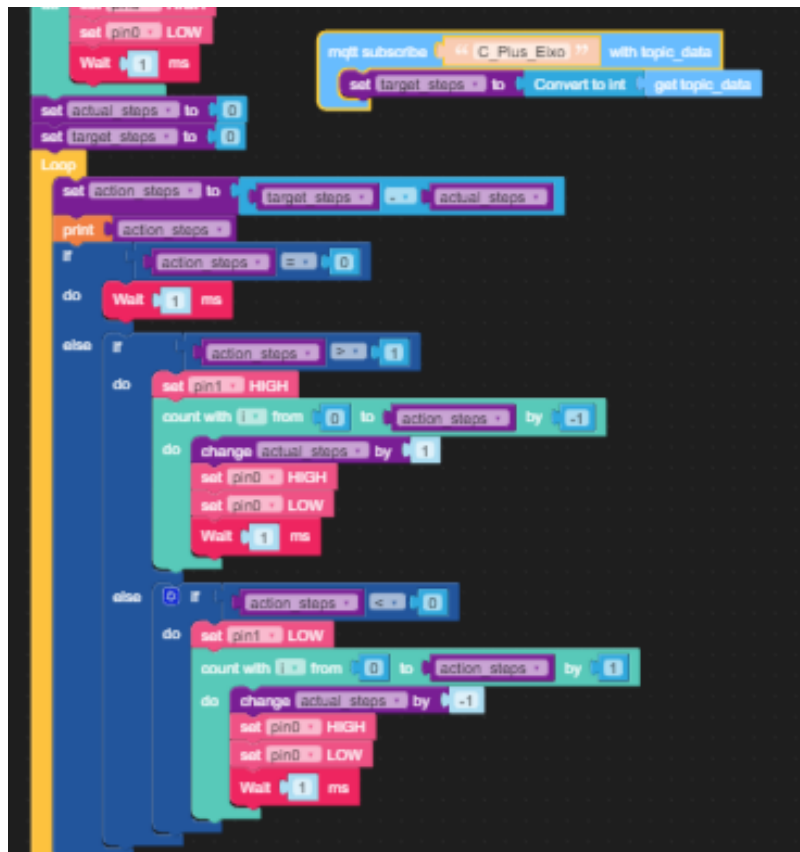 set pin0 LOW
Wait 1 ms
mqtt subscribe “ C_Plus_Eixo ” with topic_data
set target steps to Convert to int get topic_data
set actual steps to 0
set target steps to 0
Loop
set action steps to target steps - actual steps
print action steps
if action steps = 0
do Wait 1 ms
else if action steps > 1
do set pin1 HIGH
count with i from 0 to action steps by -1
do change actual steps by 1
set pin0 HIGH
set pin0 LOW
Wait 1 ms
else if action steps < 0
do set pin1 LOW
count with i from 0 to action steps by 1
do change actual steps by -1
set pin0 HIGH
set pin0 LOW
Wait 1 ms